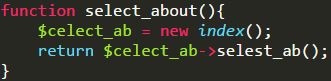 function select_about(){
    $celect_ab = new index();
    return $celect_ab->selest_ab();
}